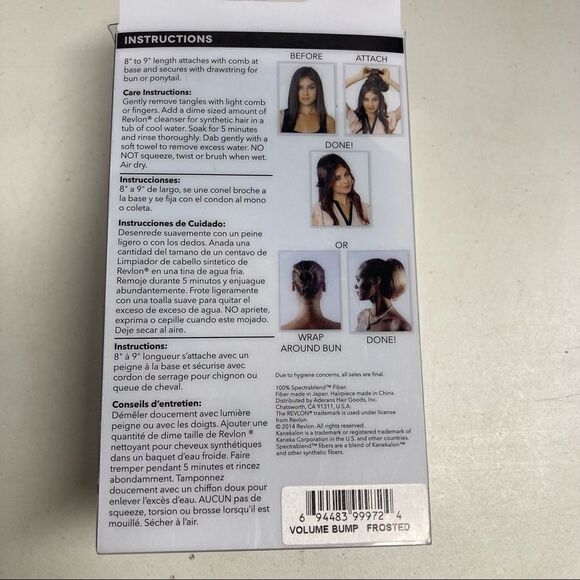 INSTRUCTIONS
8" to 9" length attaches with comb at
base and secures with drawstring for
bun or ponytail.
Care Instructions:
Gently remove tangles with light comb
or fingers. Add a dime sized amount of
Revlon® cleanser for synthetic hair in a
tub of cool water. Soak for 5 minutes
and rinse thoroughly. Dab gently with a
soft towel to remove excess water. NO
NOT squeeze, twist or brush when wet.
Air dry.
Instruccionses:
8" a 9" de largo, se une conel broche a
la base y se fija con el condon al mono
o coleta.
Instrucciones de Cuidado:
Desenrede suavemente con un peine
ligero o con los dedos. Anada una
cantidad del tamano de un centavo de
Limpiador de cabello sintetico de
Revlon® en una tina de agua fria.
Remoje durante 5 minutos y enjuague
abundantemente. Frote ligeramente
con una toalla suave para quitar el
exceso de exceso de agua. NO apriete,
exprima o cepille cuando este mojado.
Deje secar al aire.
Instructions:
8" à 9" longueur s'attache avec un
peigne à la base et sécurise avec
cordon de serrage pour chignon ou
queue de cheval.
Conseils d'entretien:
Démêler doucement avec lumière
peigne ou avec les doigts. Ajouter une
quantité de dime taille de Revlon ®
nettoyant pour cheveux synthétiques
dans un baquet d'eau froide. Faire
temper pendant 5 minutes et rincez
abondamment. Tamponnez
doucement avec un chiffon doux pour
enlever l'excès d'eau. AUCUN pas de
squeeze, torsion ou brosse lorsqu'il est
mouillé. Sécher à l'air.
BEFORE
ATTACH
DONE!
OR
WRAP
AROUND BUN
DONE!
Due to hygiene concerns, all sales are final.
100% Spectrablend™ Fiber.
Fiber made in Japan. Hairpiece made in China.
Distributed by Aderans Hair Goods, Inc.
Chatsworth, CA 91311, U.S.A.
The REVLON® trademark is used under license
from Revlon.
© 2014 Revlon. All rights reserved.
Kanekalon is a trademark or registered trademark of
Kaneka Corporation in the U.S. and other countries.
Spectrablend™ fibers are a blend of Kanekalon™
and other synthetic fibers.
6 94483 99972 4
VOLUME BUMP FROSTED